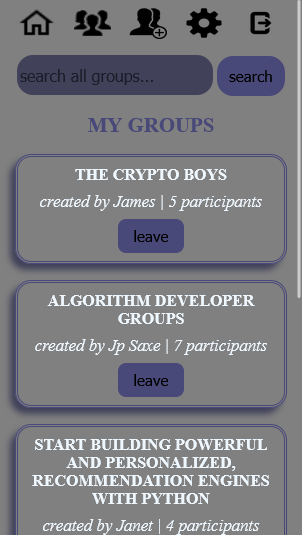 search all groups...
search
MY GROUPS
THE CRYPTO BOYS
created by James | 5 participants
leave
ALGORITHM DEVELOPER
GROUPS
created by Jp Saxe | 7 participants
leave
START BUILDING POWERFUL
AND PERSONALIZED,
RECOMMENDATION ENGINES
WITH PYTHON
created by Janet | 4 participants